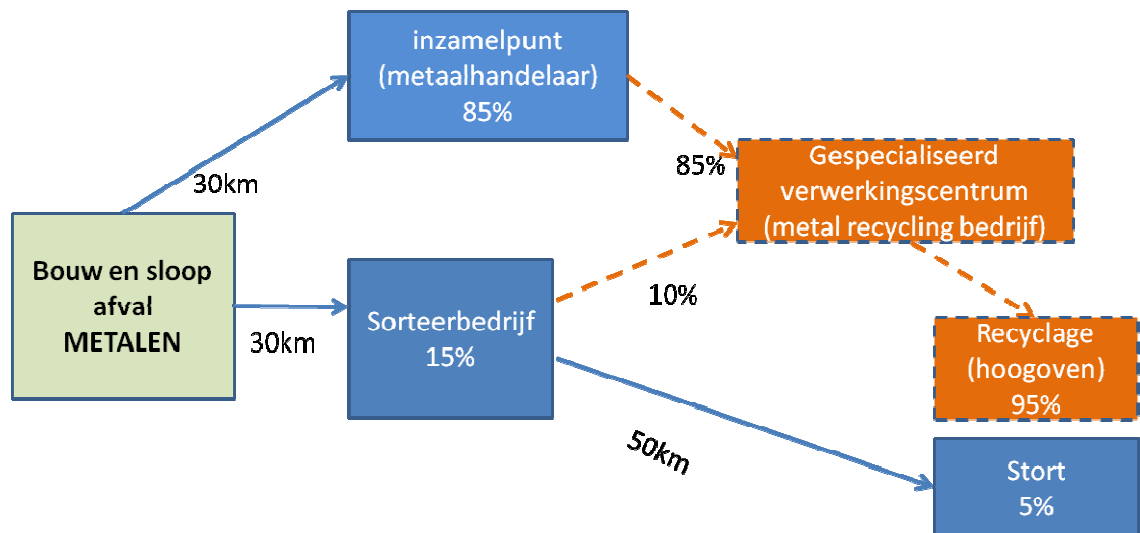 inzamelpunt
(metaalhandelaar)
85%
30km
85%
Gespecialiseerd
verwerkingscentrum
(metal recycling bedrijf)
Bouw en sloop
afval
METALEN
30km
Sorteerbedrijf
15%
10%
Recyclage
(hoogoven)
95%
50km
Stort
5%